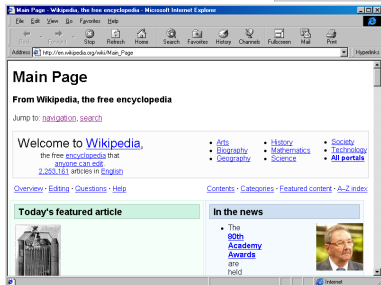 Main Page - Wikipedia, the free encyclopedia - Microsoft Internet Explorer
File Edit View Go Favorites Help
Back Forward Stop Refresh Home Search Favorites History Channels Fullscreen Mail Print
Address http://en.wikipedia.org/wiki/Main_Page Hyperlinks
Main Page
From Wikipedia, the free encyclopedia
Jump to: navigation, search
Welcome to Wikipedia,
the free encyclopedia that
anyone can edit.
2,253,161 articles in English
• Arts
• Biography
• Geography
• History
• Mathematics
• Science
• Society
• Technology
• All portals
Overview · Editing · Questions · Help
Contents · Categories · Featured content · A–Z index
Today's featured article
In the news
• The
80th
Academy
Awards
are
held
Internet